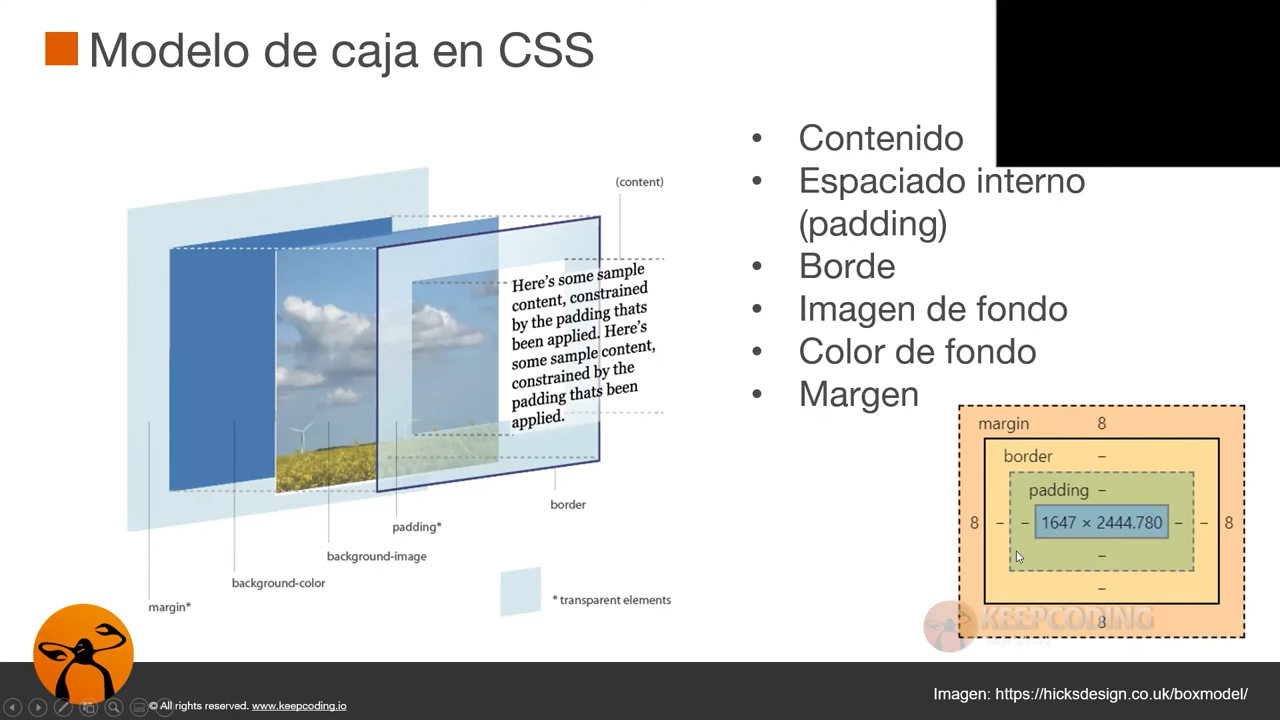 Modelo de caja en CSS
• Contenido
• Espaciado interno
(padding)
• Borde
• Imagen de fondo
• Color de fondo
• Margen
(content)
Here's some sample
content, constrained
by the padding thats
been applied. Here's
some sample content,
constrained by the
padding thats been
applied.
border
padding*
background-image
background-color
margin*
* transparent elements
margin 8
border –
padding –
8 – – 1647 × 2444.780 – – 8
–
–
8
KEEPCODING
© All rights reserved. www.keepcoding.io
Imagen: https://hicksdesign.co.uk/boxmodel/